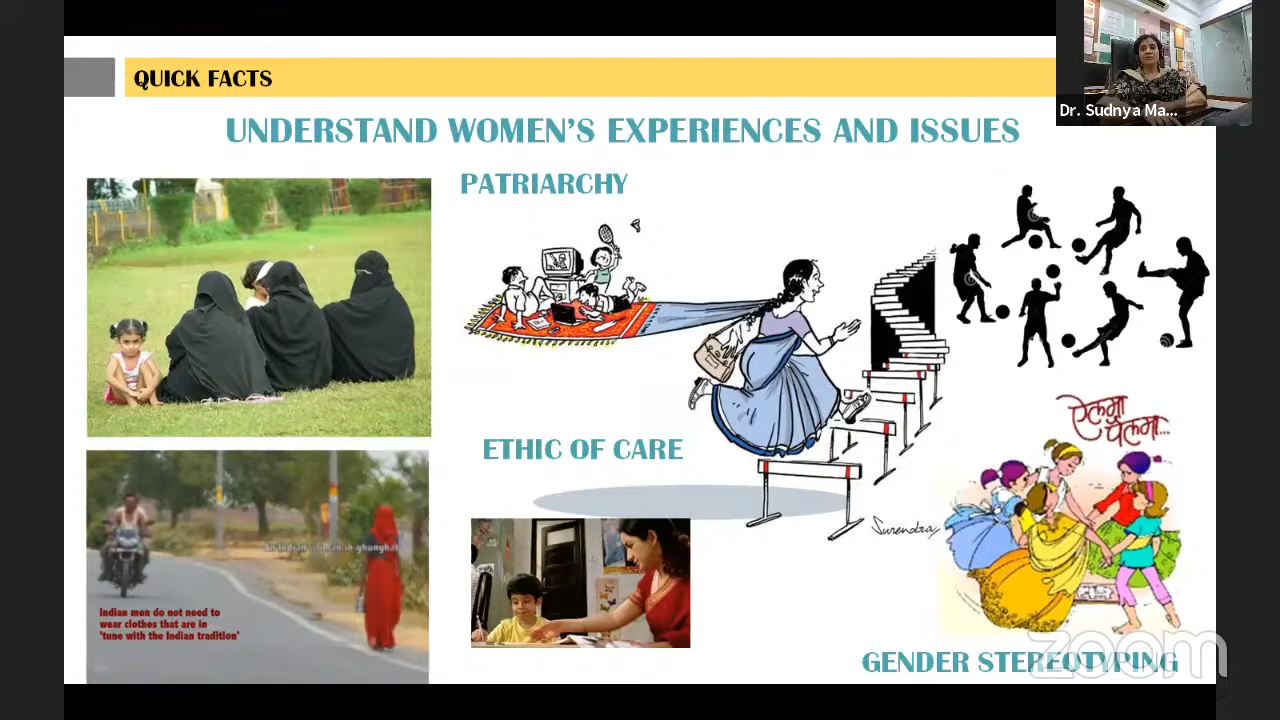 QUICK FACTS
Dr. Sudnya Ma...
UNDERSTAND WOMEN'S EXPERIENCES AND ISSUES
PATRIARCHY
ETHIC OF CARE
Surendra
ऐलमा
पैलमा...
An Indian woman in ghunghat
Indian men do not need to
wear clothes that are in
'tune with the Indian tradition'
GENDER STEREOTYPING
zoom